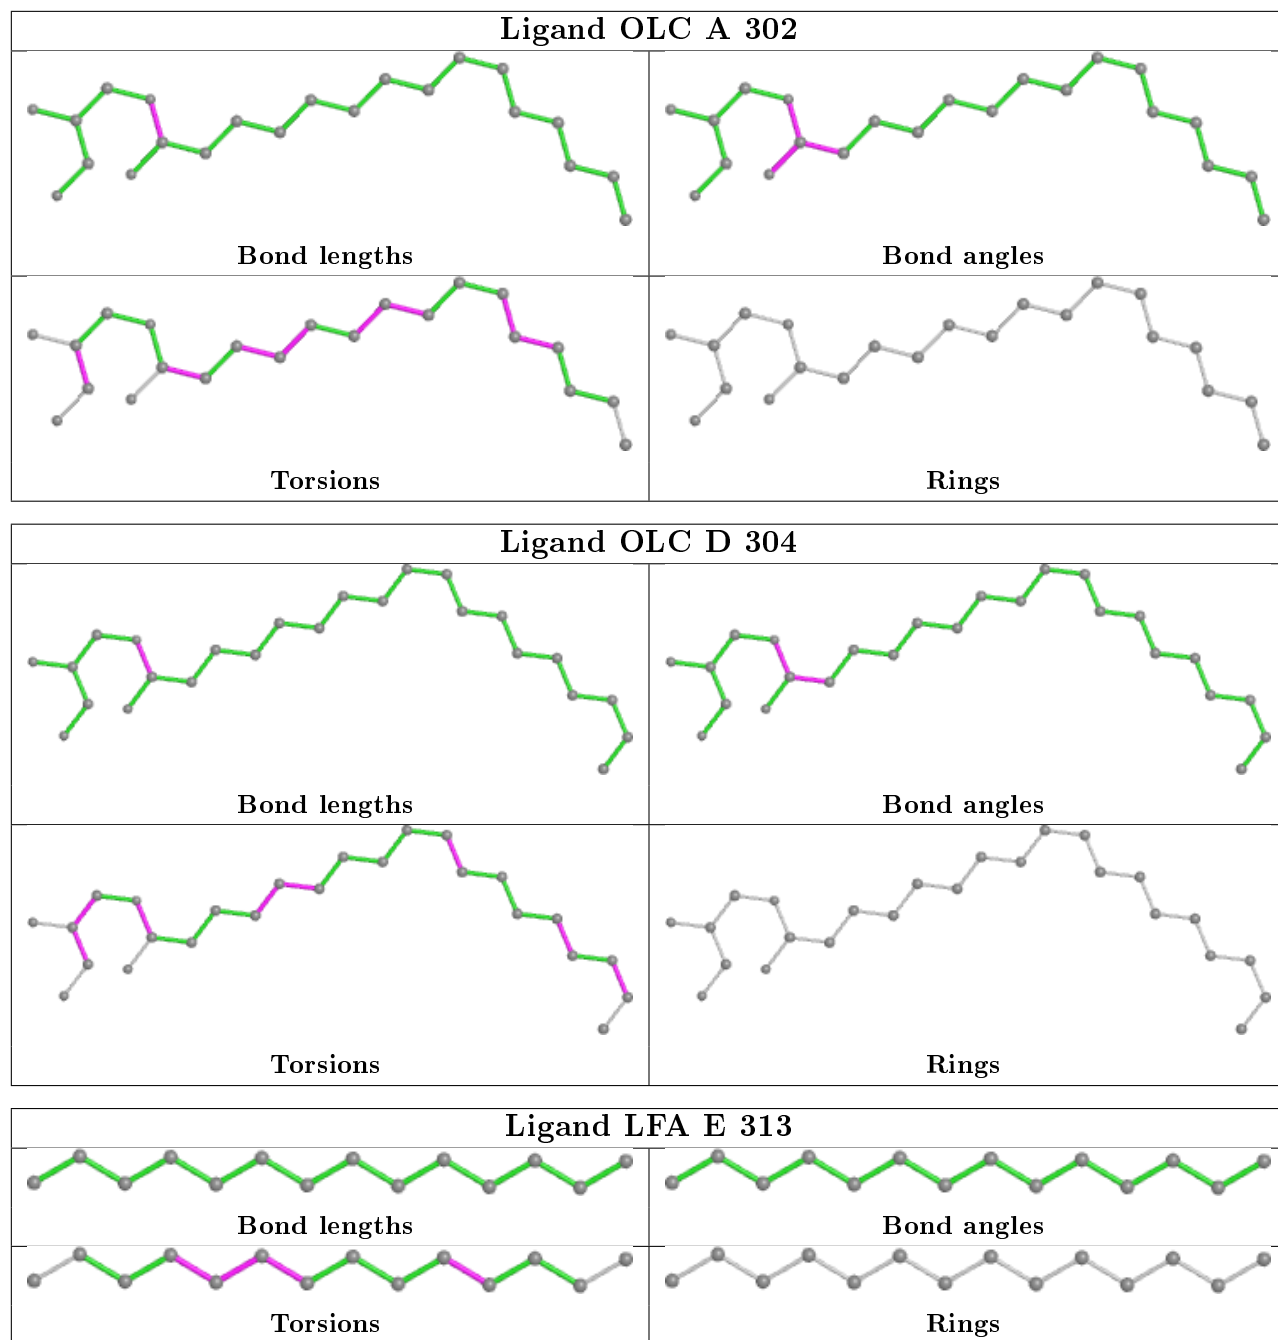 Ligand OLC A 302
Bond lengths
Bond angles
Torsions
Rings
Ligand OLC D 304
Bond lengths
Bond angles
Torsions
Rings
Ligand LFA E 313
Bond lengths
Bond angles
Torsions
Rings